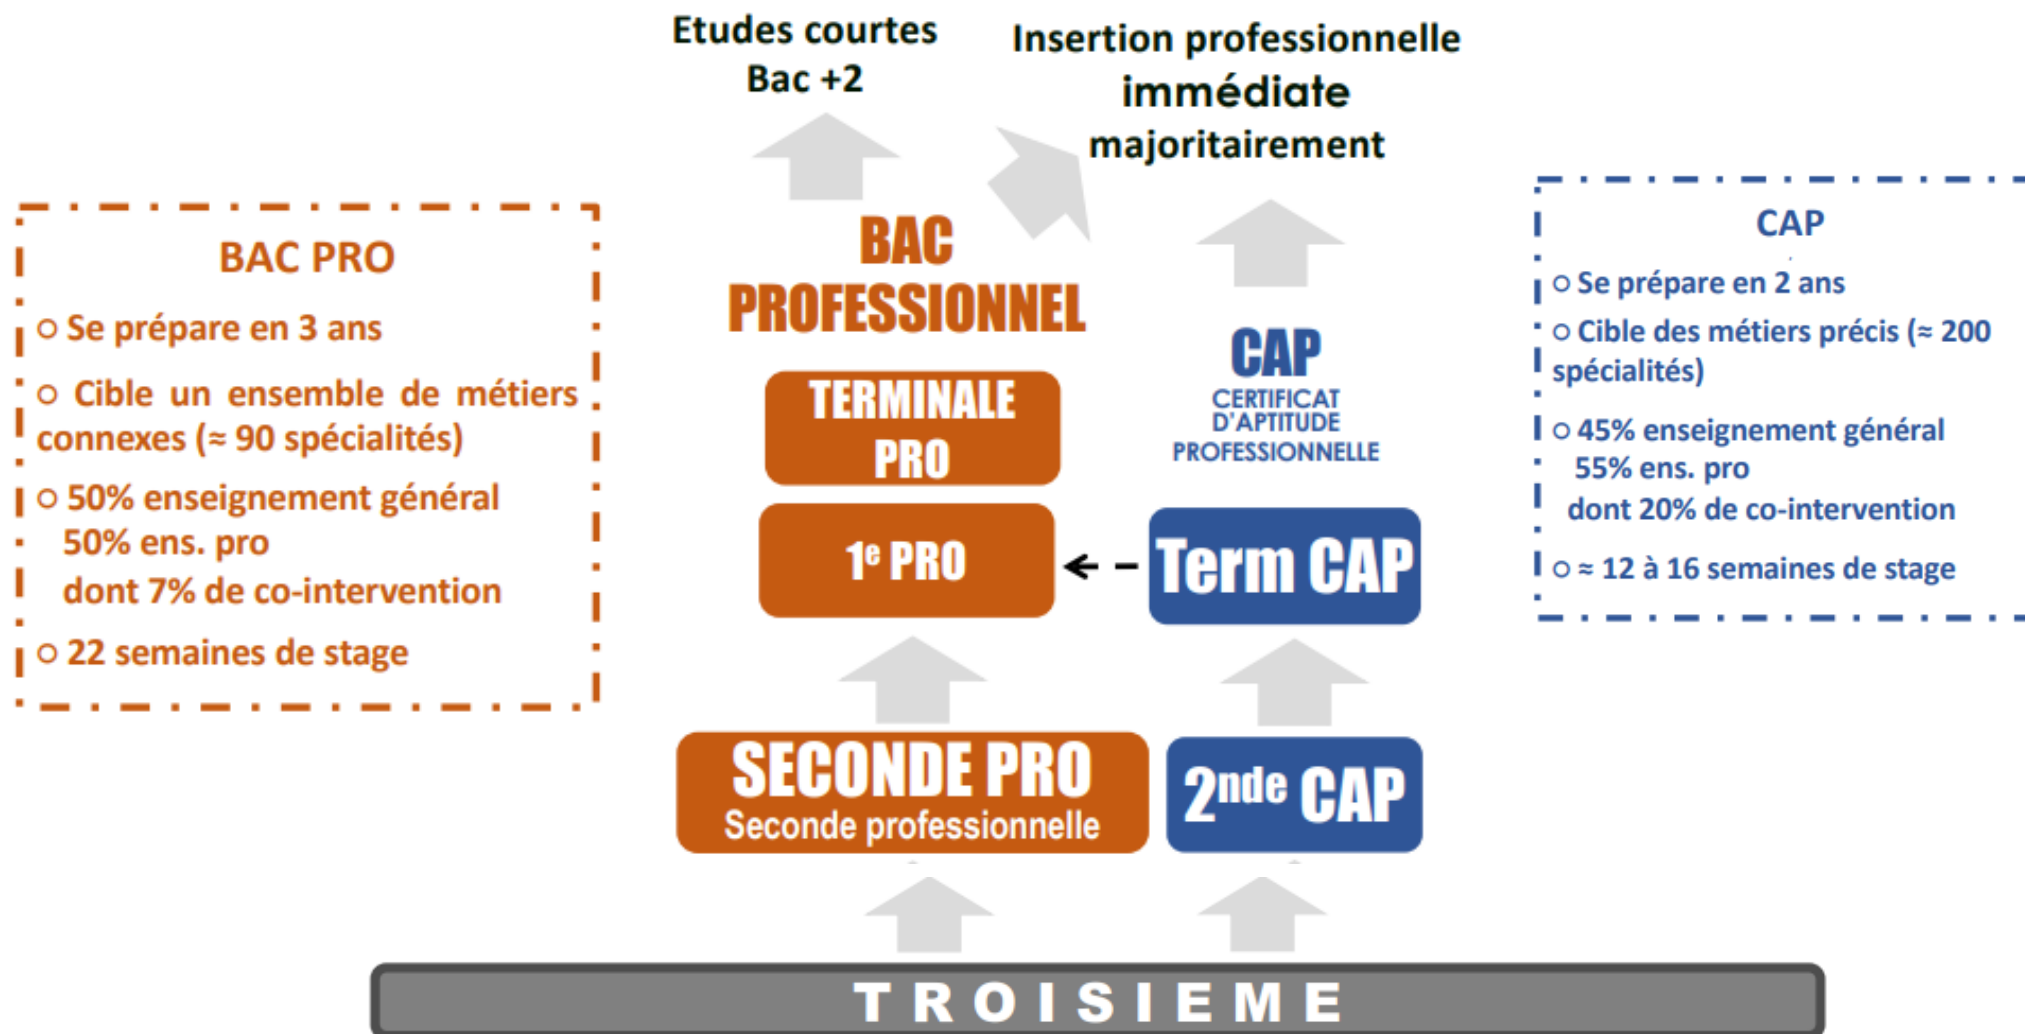 Etudes courtes
Bac +2
Insertion professionnelle
immédiate
majoritairement
BAC PRO
○ Se prépare en 3 ans
○ Cible un ensemble de métiers
connexes (≈ 90 spécialités)
○ 50% enseignement général
50% ens. pro
dont 7% de co-intervention
○ 22 semaines de stage
BAC
PROFESSIONNEL
TERMINALE
PRO
1e PRO
SECONDE PRO
Seconde professionnelle
CAP
CERTIFICAT
D'APTITUDE
PROFESSIONNELLE
Term CAP
2nde CAP
CAP
○ Se prépare en 2 ans
○ Cible des métiers précis (≈ 200
spécialités)
○ 45% enseignement général
55% ens. pro
dont 20% de co-intervention
○ ≈ 12 à 16 semaines de stage
TROISIEME